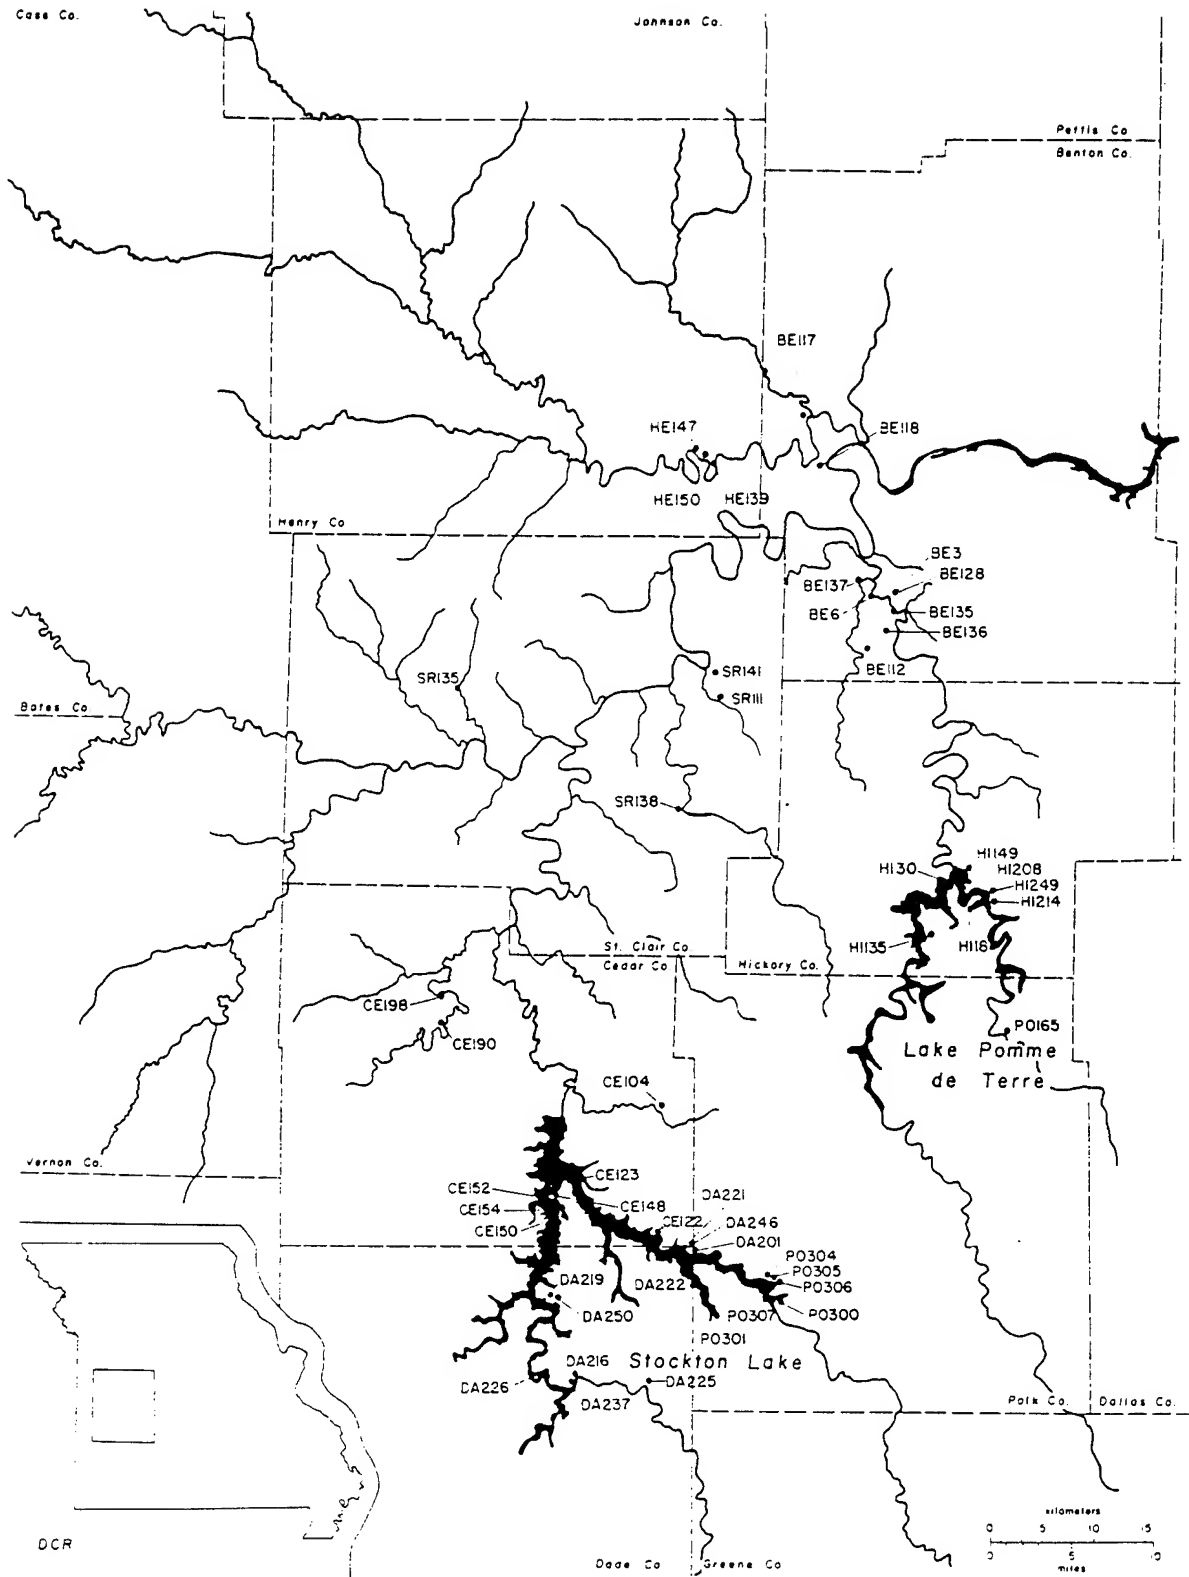 Cass Co.
Johnson Co.
Pettis Co
Benton Co.
BE117
HE147
BE118
HE150
HE139
Henry Co
BE3
BE137
BE128
BE6
BE135
BE136
BE112
SR141
SR135
SR111
Bates Co.
SR138
HI149
HI30
HI208
HI249
HI214
HI135
HI18
St. Clair Co
Cedar Co.
Hickory Co.
CE198
PO165
CE190
Lake Pomme
de Terre
CE104
Vernon Co.
CE123
CE152
DA221
CE154
CE148
CE122
DA246
CE150
DA201
PO304
PO305
DA219
DA222
PO306
DA250
PO307
PO300
PO301
DA216
Stockton Lake
DA226
DA225
DA237
Polk Co.
Dallas Co.
kilometers
0 5 10 15
0 5 10
miles
DCR
Dade Co
Greene Co